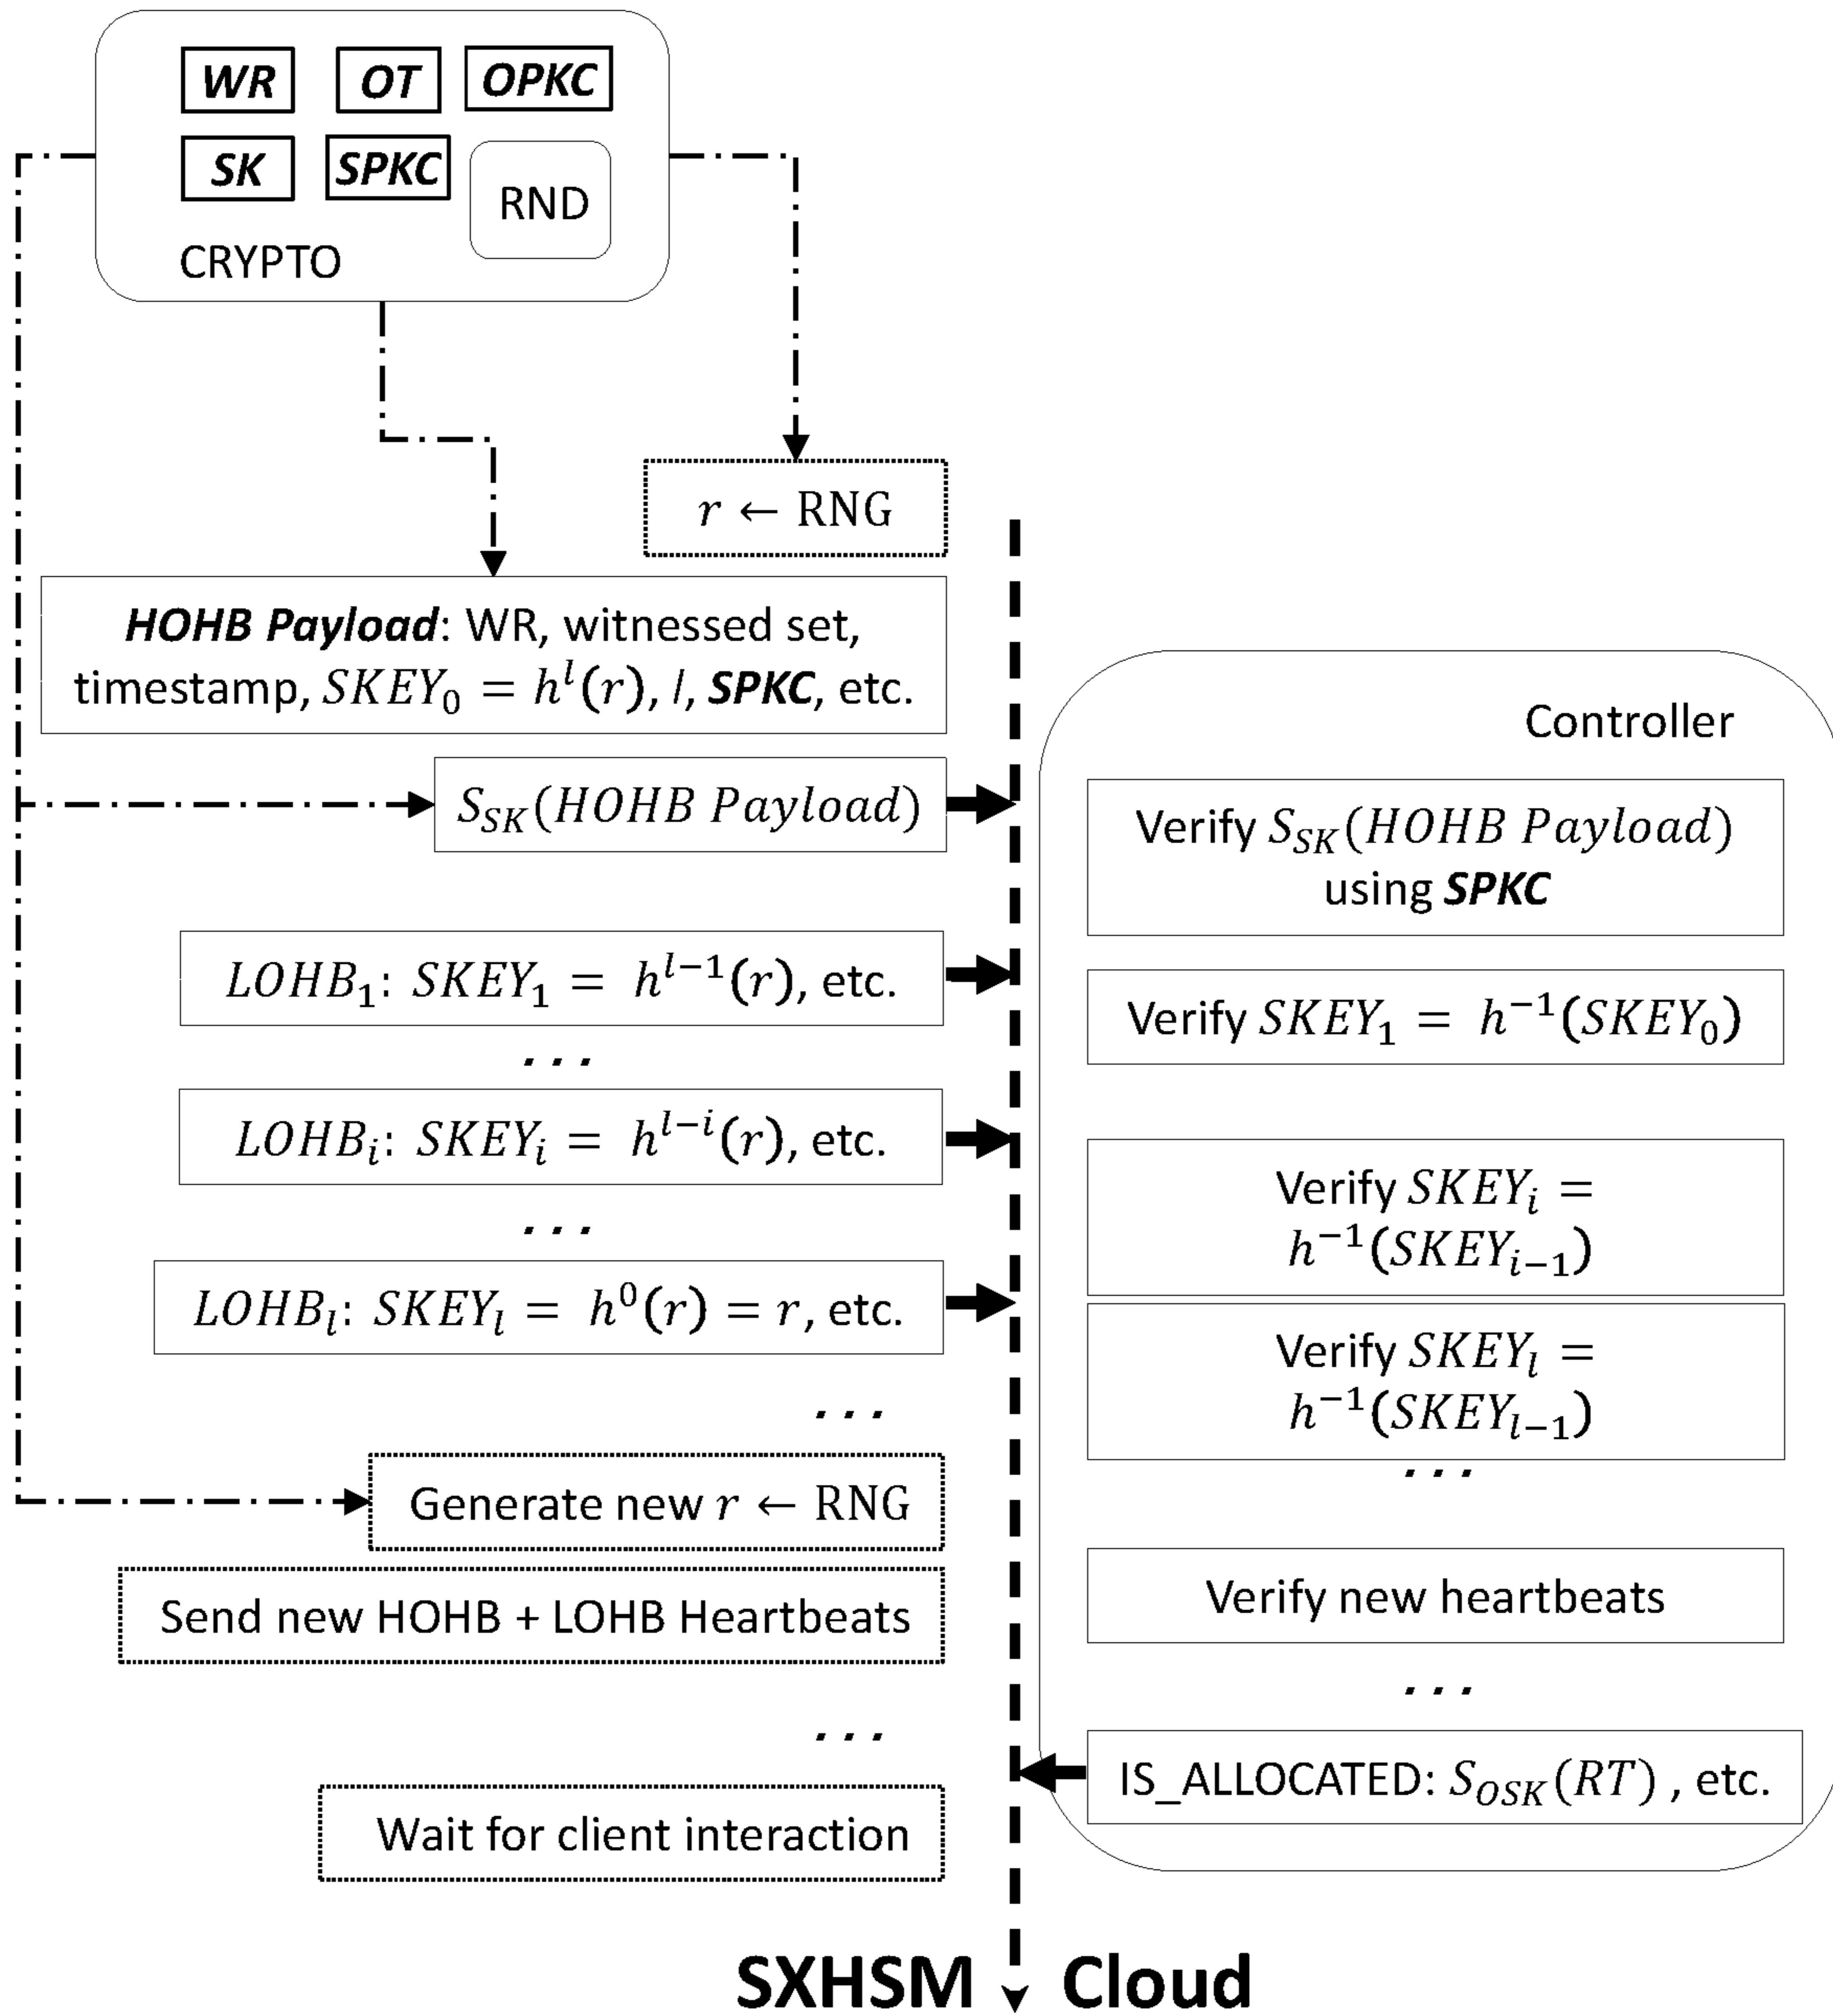 WR OT OPKC
SK SPKC
RND
CRYPTO
r ← RNG
HOHB Payload: WR, witnessed set,
timestamp, SKEY₀ = hˡ(r), l, SPKC, etc.
S_SK(HOHB Payload)
LOHB₁: SKEY₁ = hˡ⁻¹(r), etc.
...
LOHBᵢ: SKEYᵢ = hˡ⁻ⁱ(r), etc.
...
LOHBₗ: SKEYₗ = h⁰(r) = r, etc.
...
Generate new r ← RNG
Send new HOHB + LOHB Heartbeats
...
Wait for client interaction
Controller
Verify S_SK(HOHB Payload)
using SPKC
Verify SKEY₁ = h⁻¹(SKEY₀)
Verify SKEYᵢ =
h⁻¹(SKEYᵢ₋₁)
Verify SKEYₗ =
h⁻¹(SKEYₗ₋₁)
...
Verify new heartbeats
...
IS_ALLOCATED: S_OSK(RT) , etc.
SXHSM Cloud